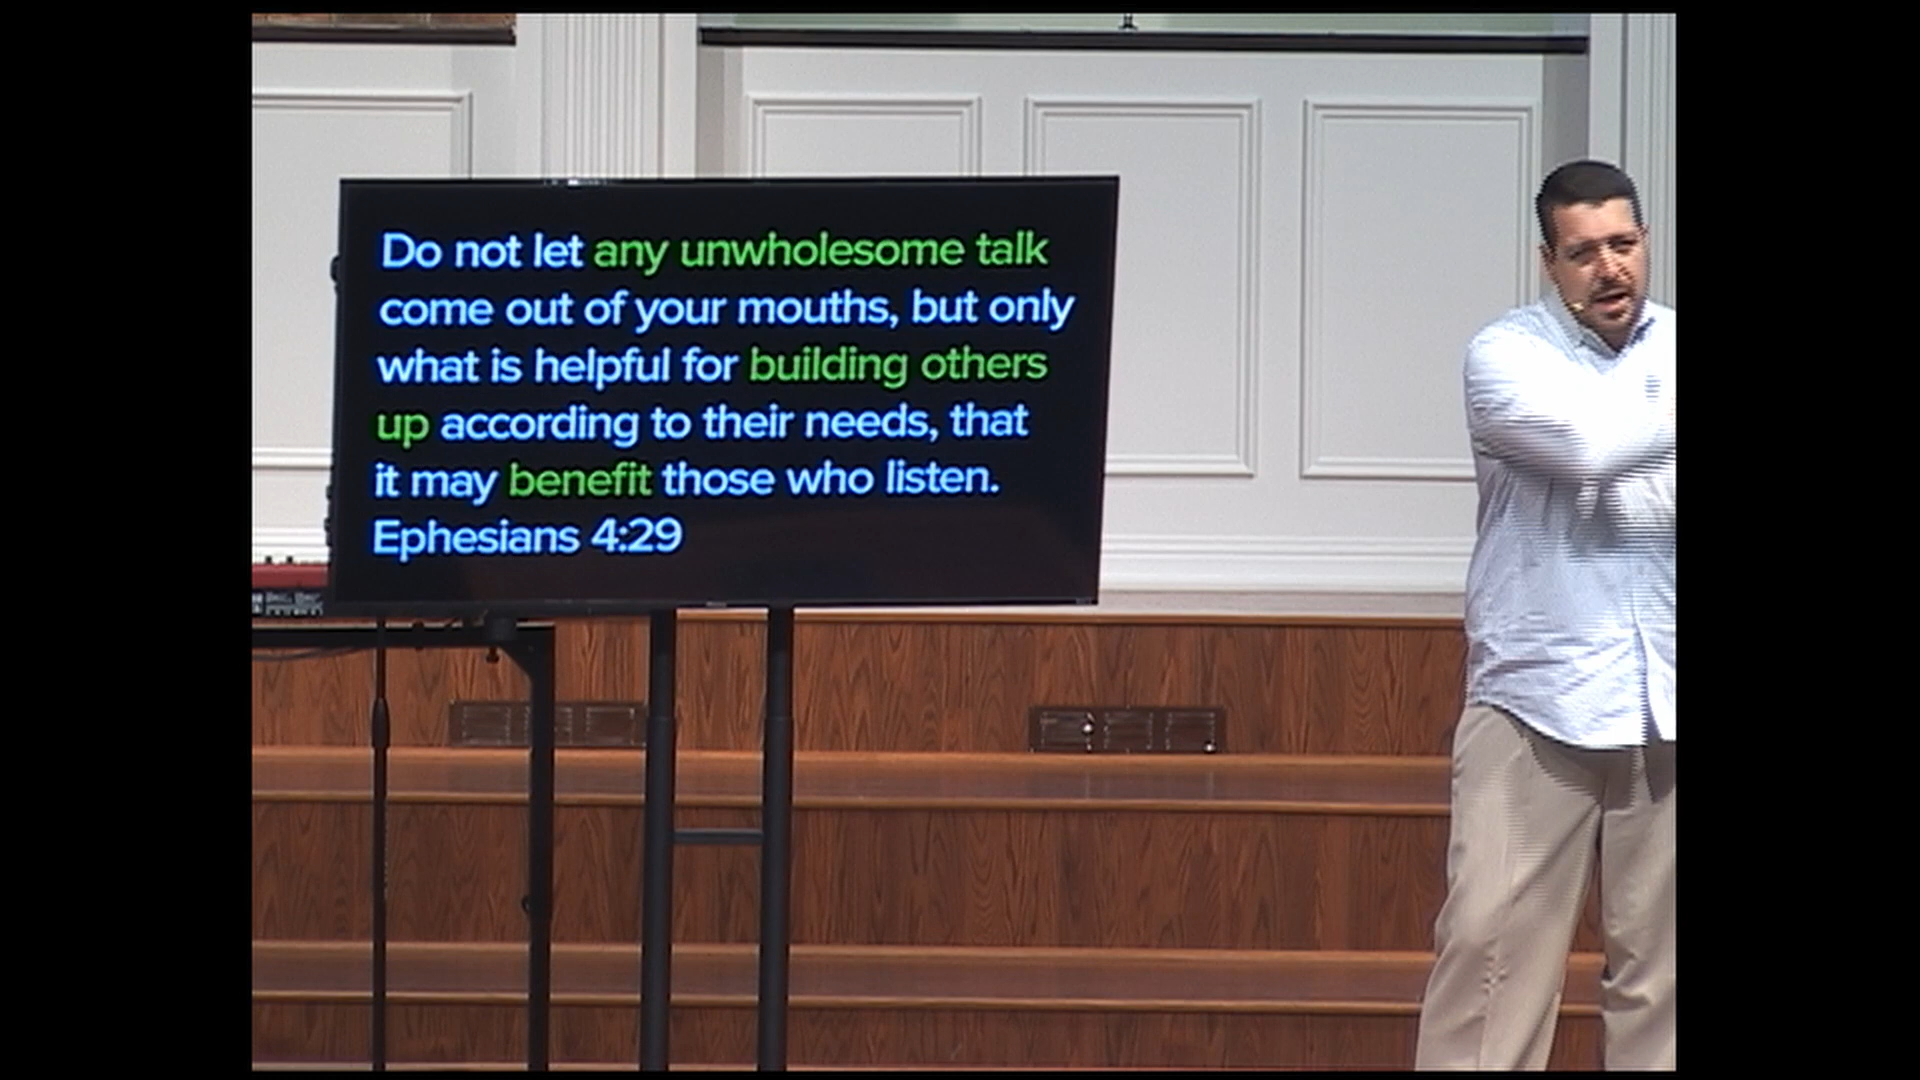 Do not let any unwholesome talk
come out of your mouths, but only
what is helpful for building others
up according to their needs, that
it may benefit those who listen.
Ephesians 4:29